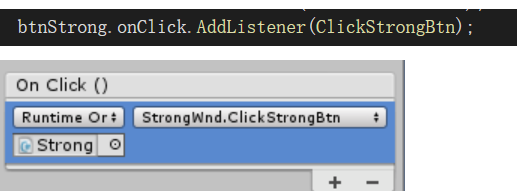 btnStrong.onClick.AddListener(ClickStrongBtn);
On Click ()
Runtime Or StrongWnd.ClickStrongBtn
Strong
+ −